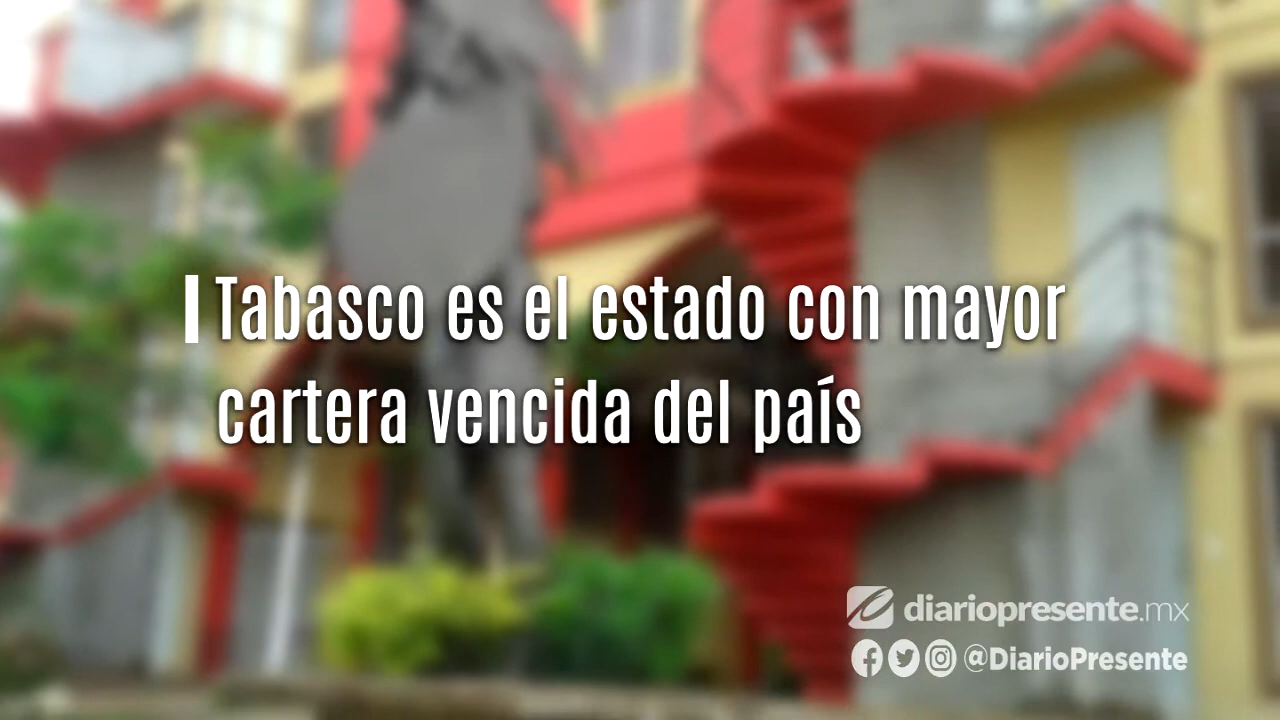 Tabasco es el estado con mayor
cartera vencida del país
diariopresente.mx
@DiarioPresente